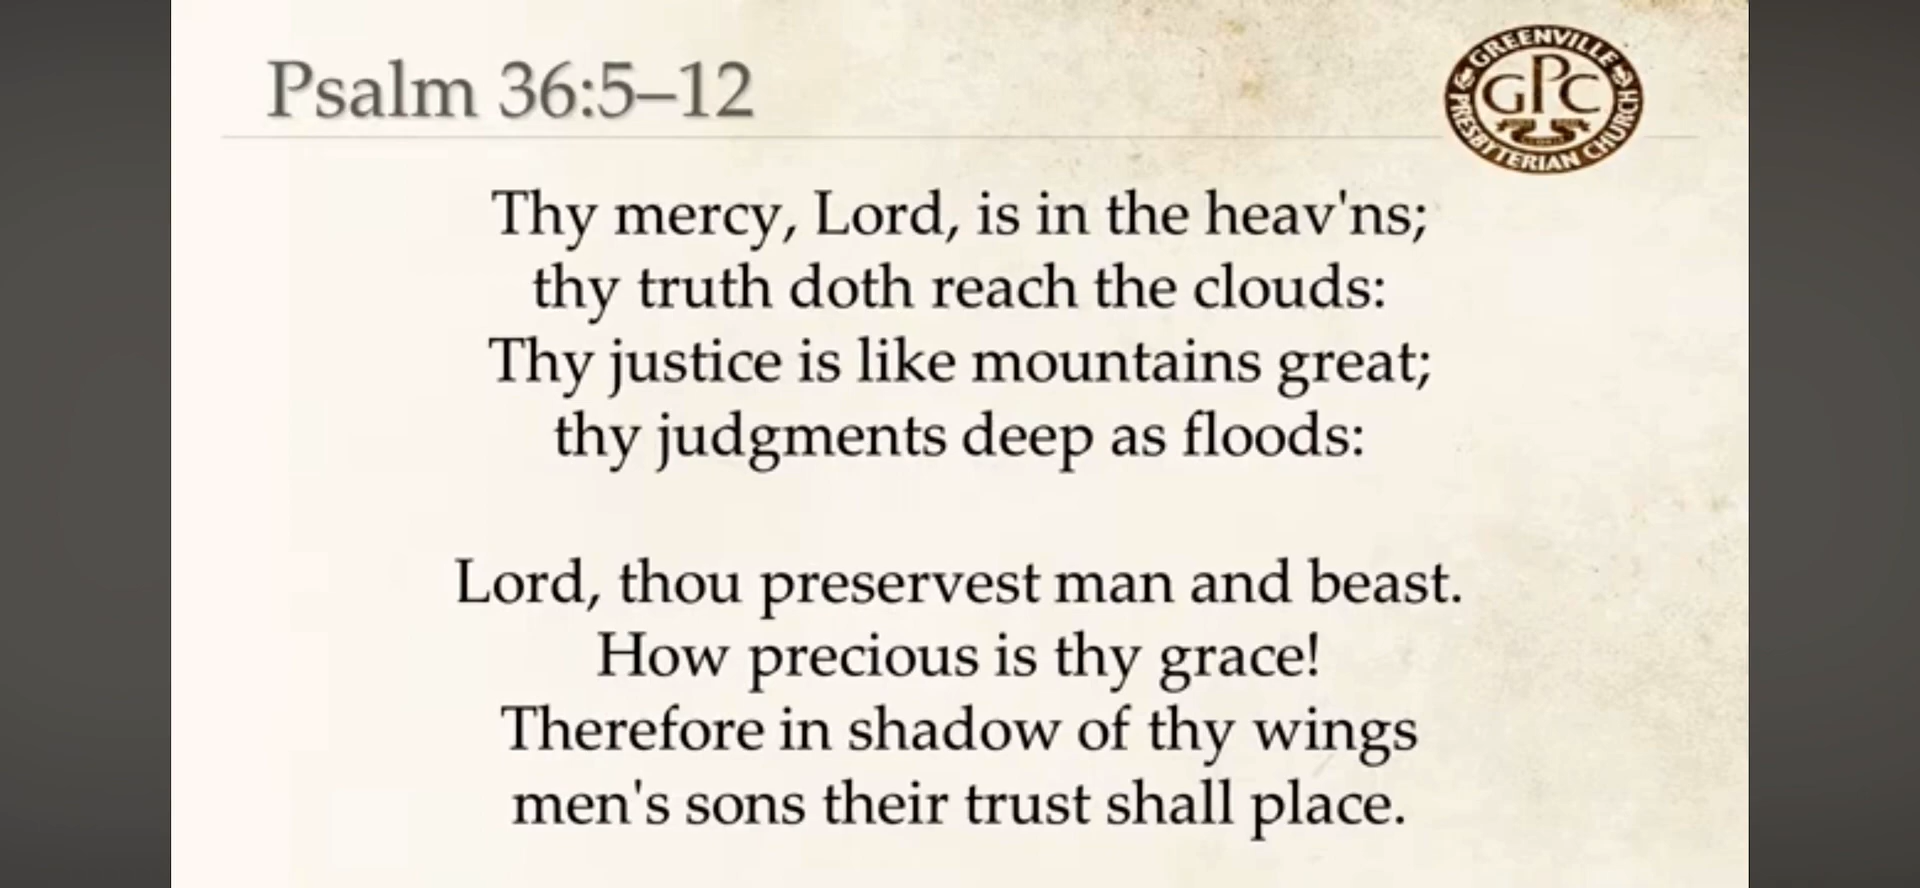 Psalm 36:5–12
GREENVILLE
GPC
PRESBYTERIAN CHURCH
Thy mercy, Lord, is in the heav'ns;
thy truth doth reach the clouds:
Thy justice is like mountains great;
thy judgments deep as floods:
Lord, thou preservest man and beast.
How precious is thy grace!
Therefore in shadow of thy wings
men's sons their trust shall place.